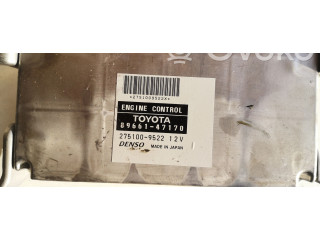 ENGINE CONTROL
TOYOTA
89661-47170
275100-9522 12V
DENSO MADE IN JAPAN